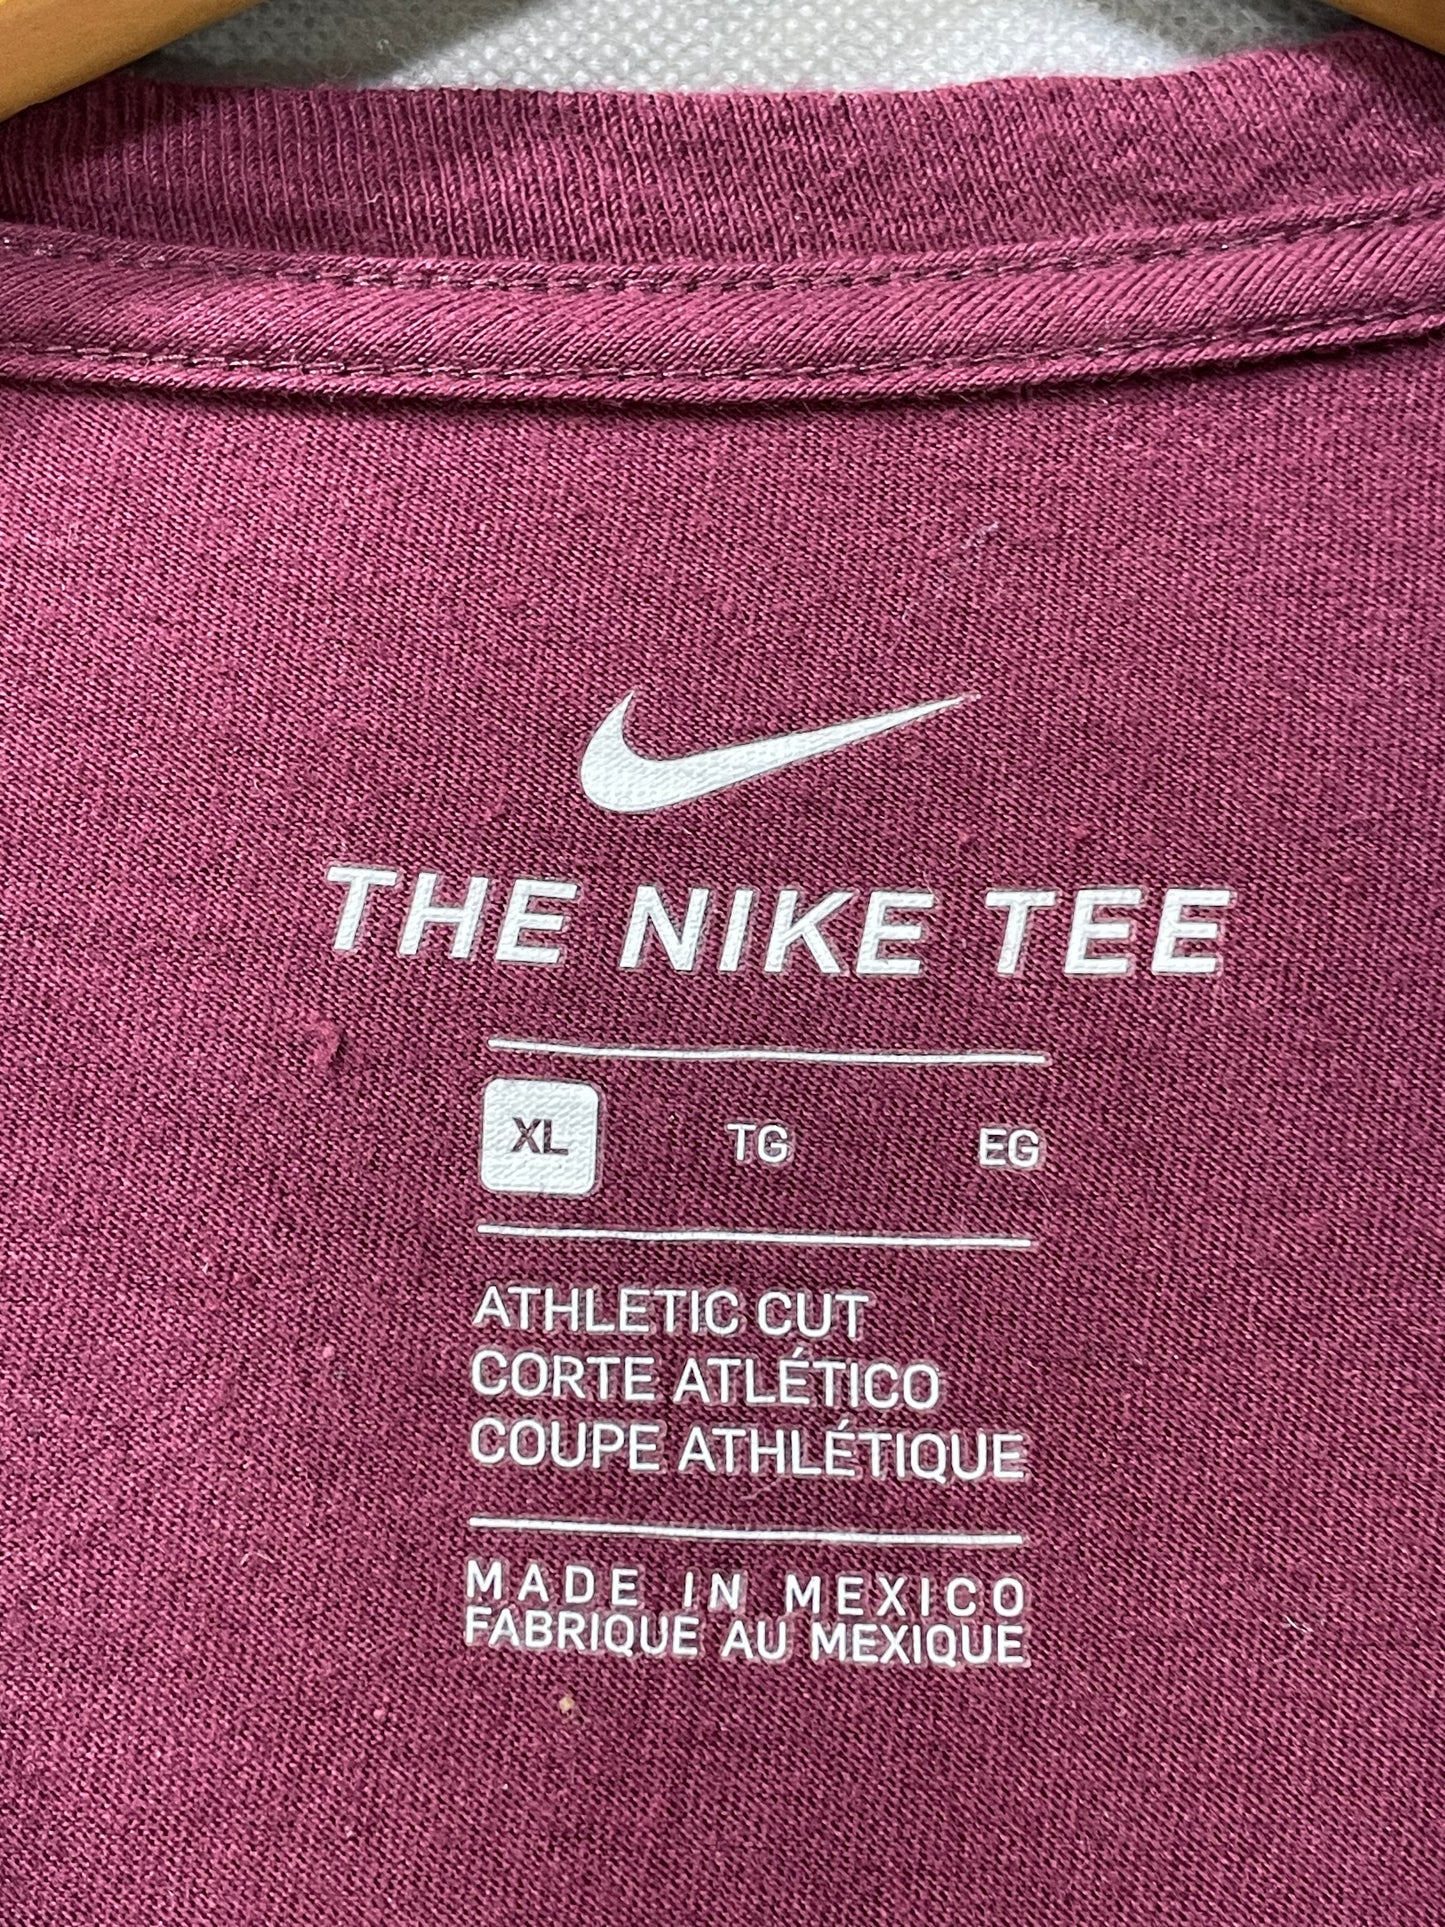 THE NIKE TEE
XL TG EG
ATHLETIC CUT
CORTE ATLÉTICO
COUPE ATHLÉTIQUE
MADE IN MEXICO
FABRIQUE AU MEXIQUE